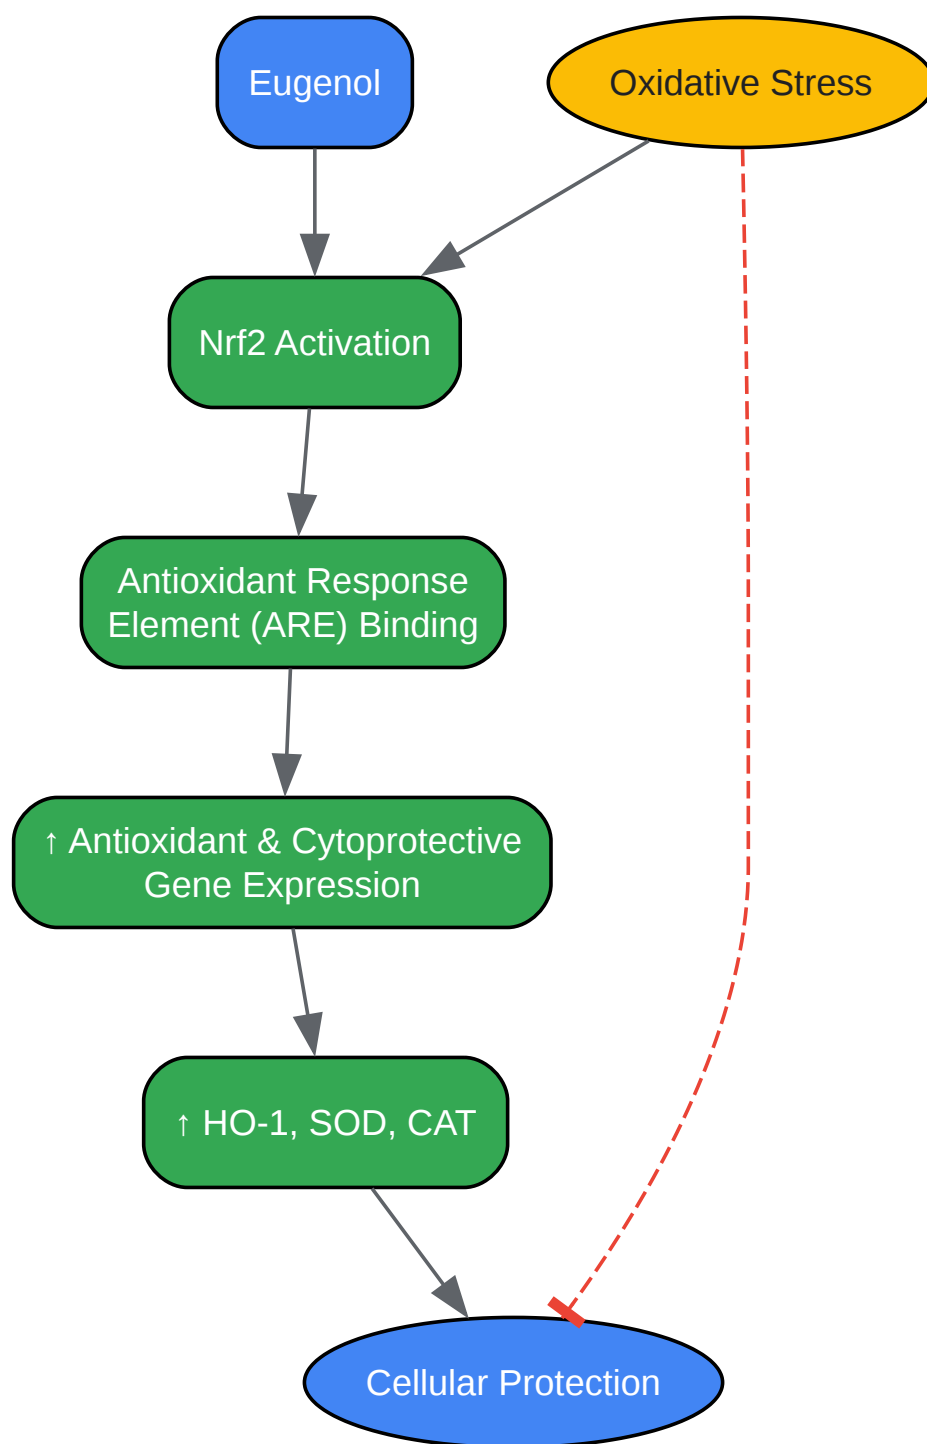 Eugenol
Oxidative Stress
Nrf2 Activation
Antioxidant Response
Element (ARE) Binding
↑ Antioxidant & Cytoprotective
Gene Expression
↑ HO-1, SOD, CAT
Cellular Protection